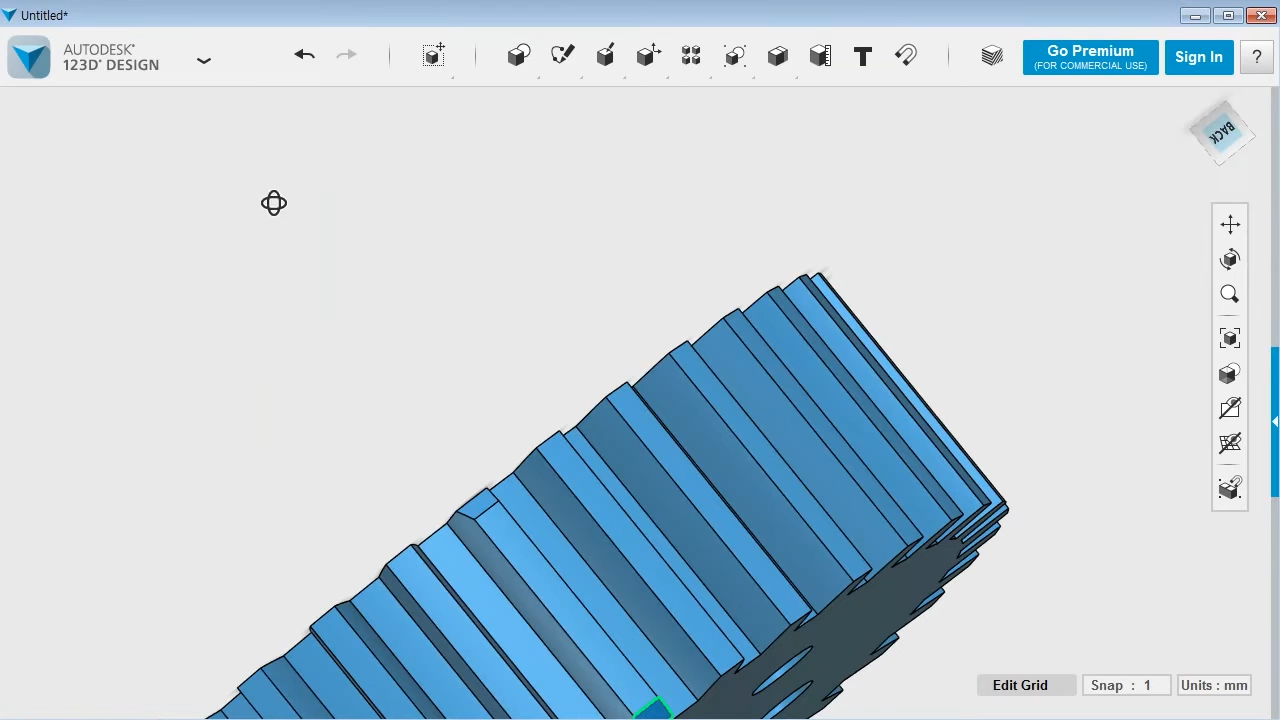 Untitled*
AUTODESK®
123D® DESIGN
Go Premium
(FOR COMMERCIAL USE)
Sign In
?
BACK
Edit Grid
Snap : 1
Units : mm